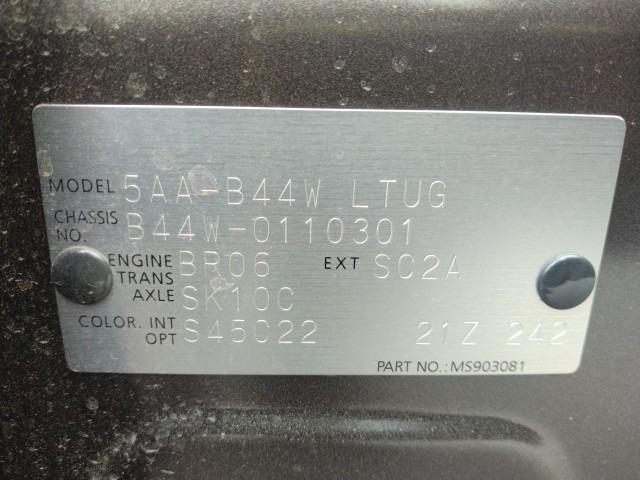 MODEL 5AA-B44W LTUG
CHASSIS NO. B44W-0110301
ENGINE BR06 EXT SC2A
TRANS AXLE SK10C
COLOR. INT OPT S45C22 21Z 242
PART NO.:MS903081